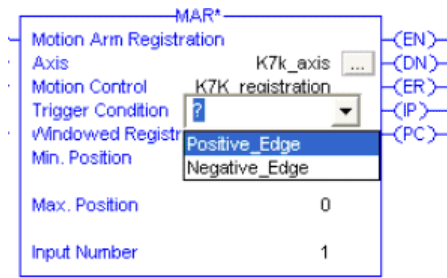 MAR*
Motion Arm Registration
(EN)
Axis K7k_axis ...
(DN)
Motion Control K7K_registration
(ER)
Trigger Condition ?
(IP)
Windowed Registr
(PC)
Positive_Edge
Min. Position
Negative_Edge
Max. Position 0
Input Number 1